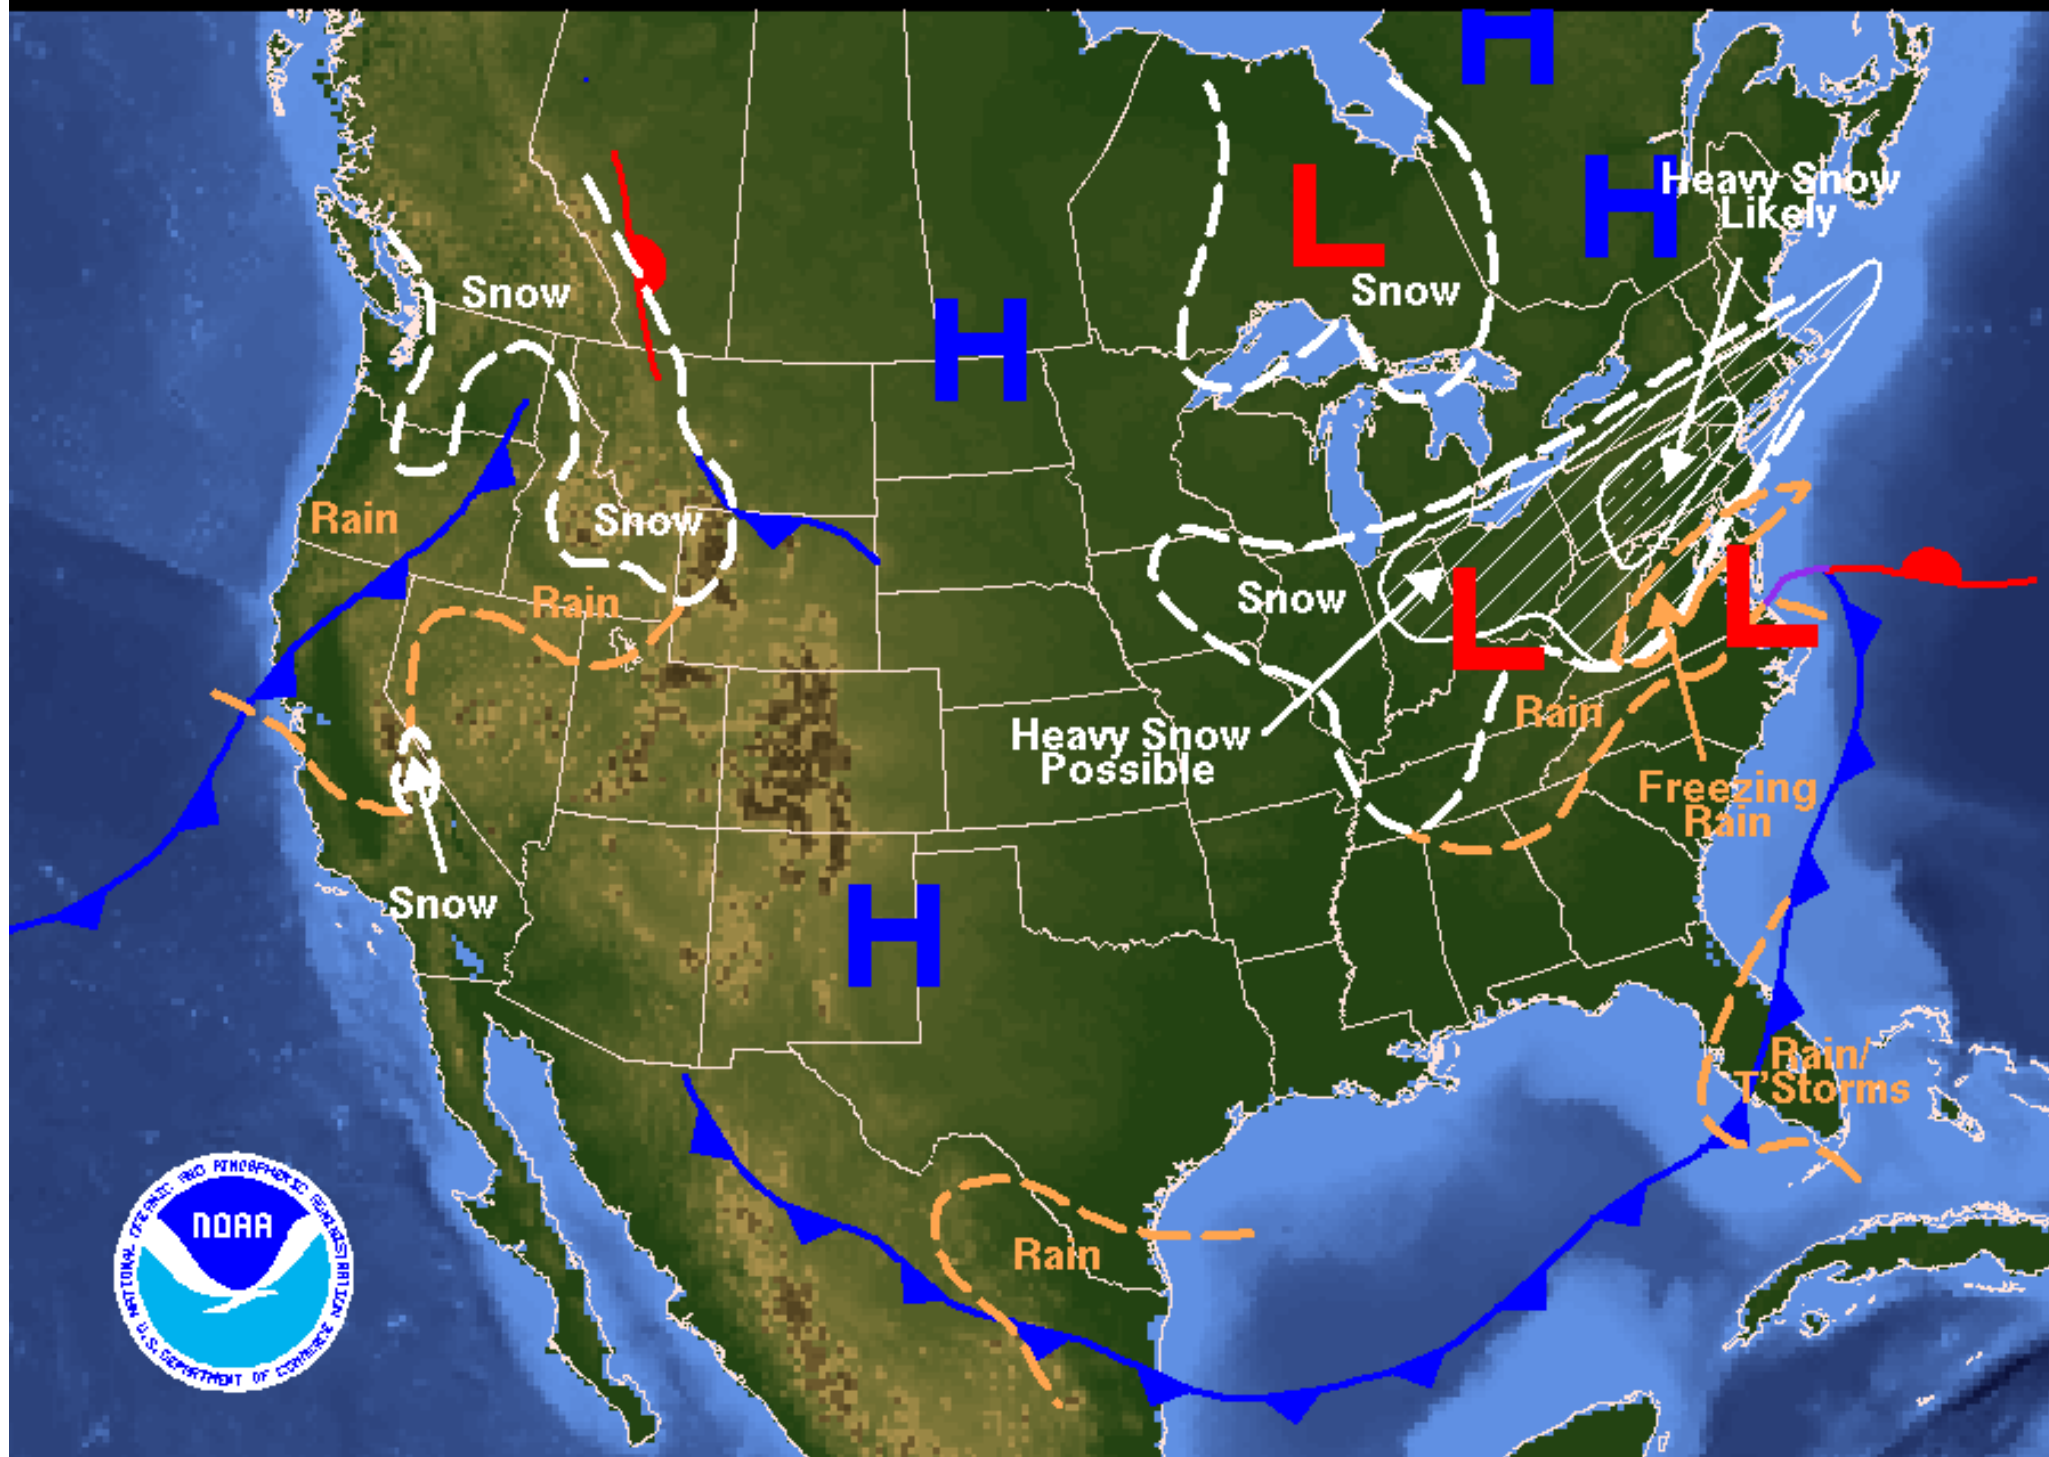 H
H
Heavy Snow
Likely
L
Snow
Snow
H
Rain
Snow
Rain
Snow
L
L
Rain
Heavy Snow
Possible
Freezing
Rain
Snow
H
Rain/
T'Storms
Rain
NATIONAL OCEANIC AND ATMOSPHERIC ADMINISTRATION
NOAA
U.S. DEPARTMENT OF COMMERCE